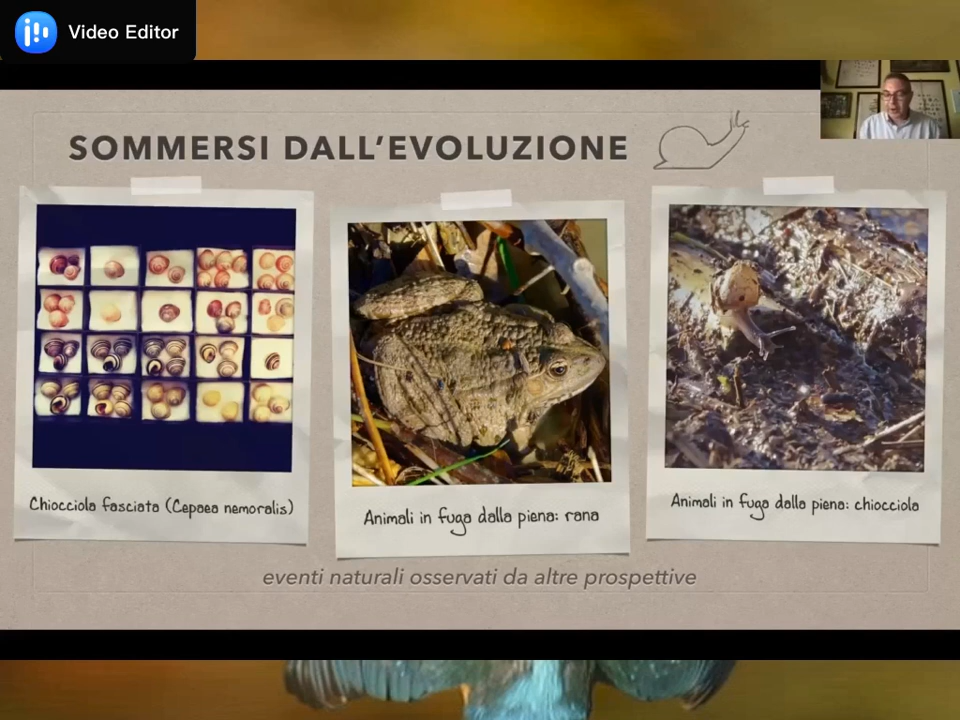 Video Editor
SOMMERSI DALL'EVOLUZIONE
Chiocciola fasciata (Cepaea nemoralis)
Animali in fuga dalla piena: rana
Animali in fuga dalla piena: chiocciola
eventi naturali osservati da altre prospettive